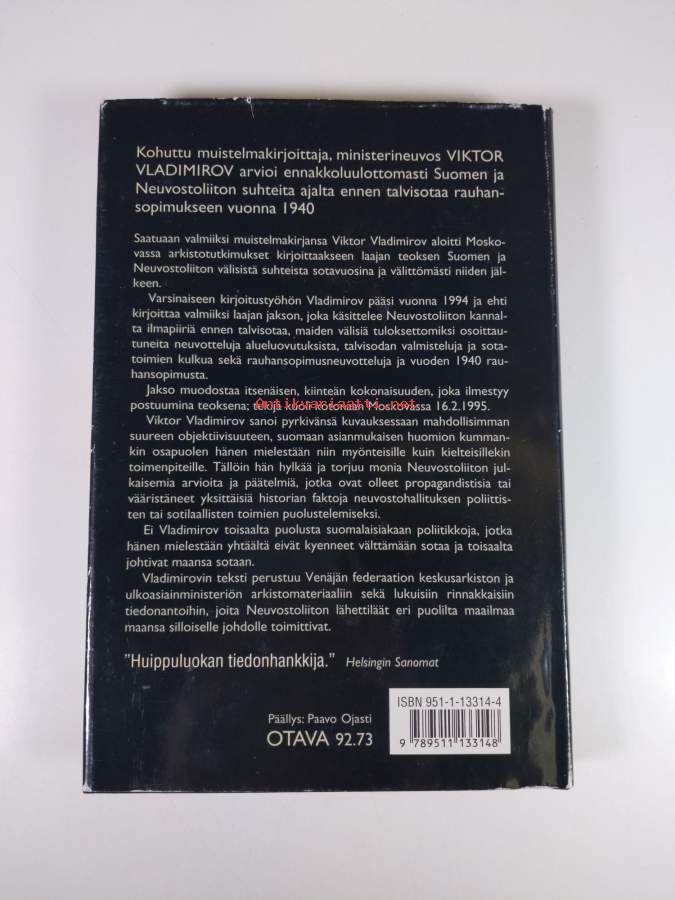 Kohuttu muistelmakirjoittaja, ministerineuvos VIKTOR
VLADIMIROV arvioi ennakkoluulottomasti Suomen ja
Neuvostoliiton suhteita ajalta ennen talvisotaa rauhan-
sopimukseen vuonna 1940
Saatuaan valmiiksi muistelmakirjansa Viktor Vladimirov aloitti Mosko-
vassa arkistotutkimukset kirjoittaakseen laajan teoksen Suomen ja
Neuvostoliiton välisistä suhteista sotavuosina ja välittömästi niiden jäl-
keen.
Varsinaiseen kirjoitustyöhön Vladimirov pääsi vuonna 1994 ja ehti
kirjoittaa valmiiksi laajan jakson, joka käsittelee Neuvostoliiton kannal-
ta ilmapiiriä ennen talvisotaa, maiden välisiä tuloksettomiksi osoittau-
tuneita neuvotteluja alueluovutuksista, talvisodan valmisteluja ja sota-
toimien kulkua sekä rauhansopimusneuvotteluja ja vuoden 1940 rau-
hansopimusta.
Jakso muodostaa itsenäisen, kiinteän kokonaisuuden, joka ilmestyy
postuumina teoksena; tekijä kuoli kotonaan Moskovassa 16.2.1995.
Antikvariaatti.net
Viktor Vladimirov sanoi pyrkivänsä kuvauksessaan mahdollisimman
suureen objektiivisuuteen, suomaan asianmukaisen huomion kumman-
kin osapuolen hänen mielestään niin myönteisille kuin kielteisillekin
toimenpiteille. Tällöin hän hylkää ja torjuu monia Neuvostoliiton jul-
kaisemia arvioita ja päätelmiä, jotka ovat olleet propagandistisia tai
vääristäneet yksittäisiä historian faktoja neuvostohallituksen poliittis-
ten tai sotilaallisten toimien puolustelemiseksi.
Ei Vladimirov toisaalta puolusta suomalaisiakaan poliitikkoja, jotka
hänen mielestään yhtäältä eivät kyenneet välttämään sotaa ja toisaalta
johtivat maansa sotaan.
Vladimirovin teksti perustuu Venäjän federaation keskusarkiston ja
ulkoasiainministeriön arkistomateriaaliin sekä lukuisiin rinnakkaisiin
tiedonantoihin, joita Neuvostoliiton lähettiläät eri puolilta maailmaa
maansa silloiselle johdolle toimittivat.
"Huippuluokan tiedonhankkija." Helsingin Sanomat
ISBN 951-1-13314-4
9 789511 133148
Päällys: Paavo Ojasti
OTAVA 92.73